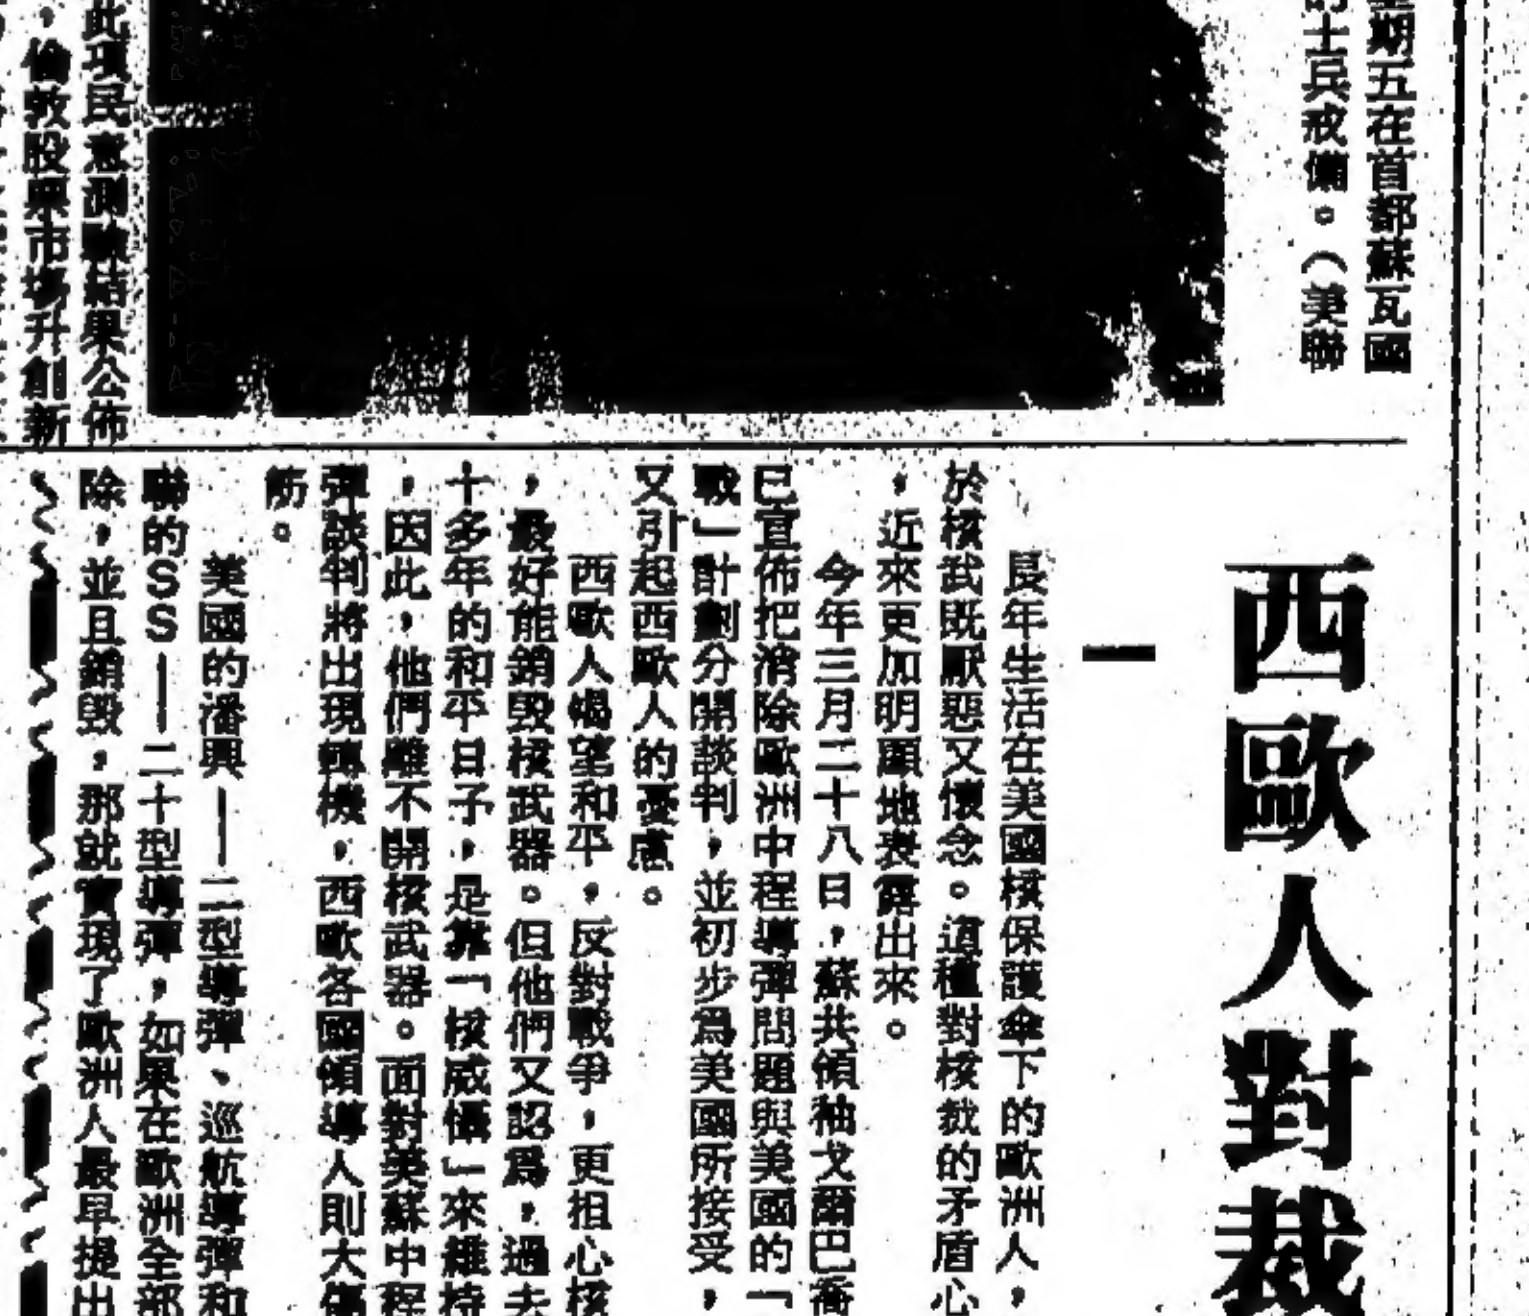 期五在首都蘇瓦國
士兵戒備。（美聯
西歐人對裁
長年生活在美國核保護傘下的歐洲人，
於核武既厭惡又懷念。這種對核裁的矛盾心
，近來更加明顯地表露出來。
今年三月二十八日，蘇共領袖戈爾巴喬
已宣佈把消除歐洲中程導彈問題與美國的「
戰」計劃分開談判，並初步爲美國所接受，
又引起西歐人的憂慮。
西歐人渴望和平，反對戰爭，更担心核
，最好能銷毀核武器。但他們又認爲，過去
十多年的和平日子，是靠「核威懾」來維持
，因此，他們離不開核武器。面對美蘇中程
彈談判將出現轉機，西歐各國領導人則大傷
筋。
美國的潘興——二型導彈、巡航導彈和
聯的SS——二十型導彈，如果在歐洲全部
除，並且銷毀，那就實現了歐洲人最早提出
此項民意測驗結果公佈
，倫敦股票市場升創新